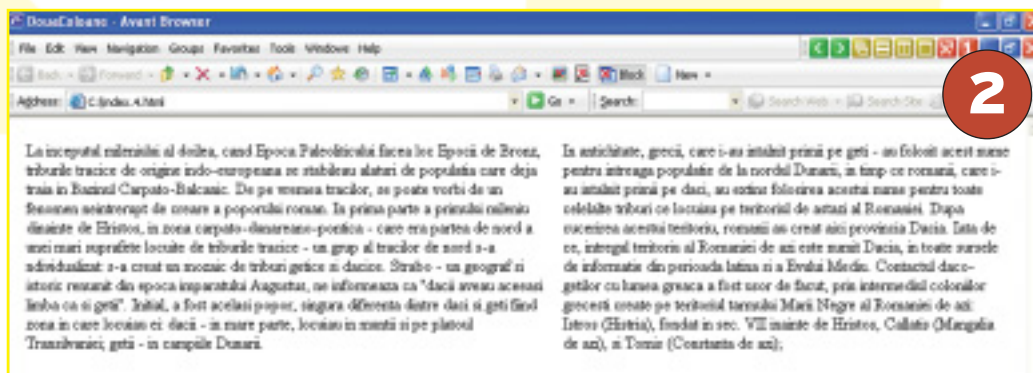 DouaColoane - Avant Browser
File Edit View Navigation Groups Favorites Tools Windows Help
Back Forward Block New
Address: C:\index.4.html Go Search: Search Web Search Site
2
La inceputul mileniului al doilea, cand Epoca Paleoliticului facea loc Epocii de Bronz,
triburile tracice de origine indo-europeana se stabileau alaturi de populatia care deja
traia in Bazinul Carpato-Balcanic. De pe vremea tracilor, se poate vorbi de un
fenomen neintrerupt de creare a poporului roman. In prima parte a primului mileniu
dinainte de Hristos, in zona carpato-danareano-pontica - care era partea de nord a
unei mari suprafete locuite de triburile tracice - un grup al tracilor de nord s-a
individualizat: s-a creat un mozaic de triburi getice si dacice. Strabo - un geograf si
istoric renumit din epoca imparatului Augustus, ne informeaza ca "dacii aveau aceeasi
limba ca si getii". Initial, a fost acelasi popor, singura diferenta dintre daci si geti fiind
zona in care locuiau ei: dacii - in mare parte, locuiau in muntii si pe platoul
Transilvaniei; getii - in campiile Dunarii.
In antichitate, grecii, care i-au intalnit primii pe geti - au folosit acest nume
pentru intreaga populatie de la nordul Dunarii, in timp ce romanii, care i-
au intalnit primii pe daci, au extins folosirea acestui nume pentru toate
celelalte triburi ce locuiau pe teritoriul de astazi al Romaniei. Dupa
cucerirea acestui teritoriu, romanii au creat aici provincia Dacia. Iata de
ce, intregul teritoriu al Romaniei de azi este numit Dacia, in toate sursele
de informatie din perioada latina si a Evului Mediu. Contactul daco-
getilor cu lumea greaca a fost usor de facut, prin intermediul coloniilor
grecesti create pe teritoriul tarmului Marii Negre al Romaniei de azi:
Istros (Histria), fondat in sec. VII inainte de Hristos, Callatis (Mangalia
de azi), si Tomis (Constanta de azi);